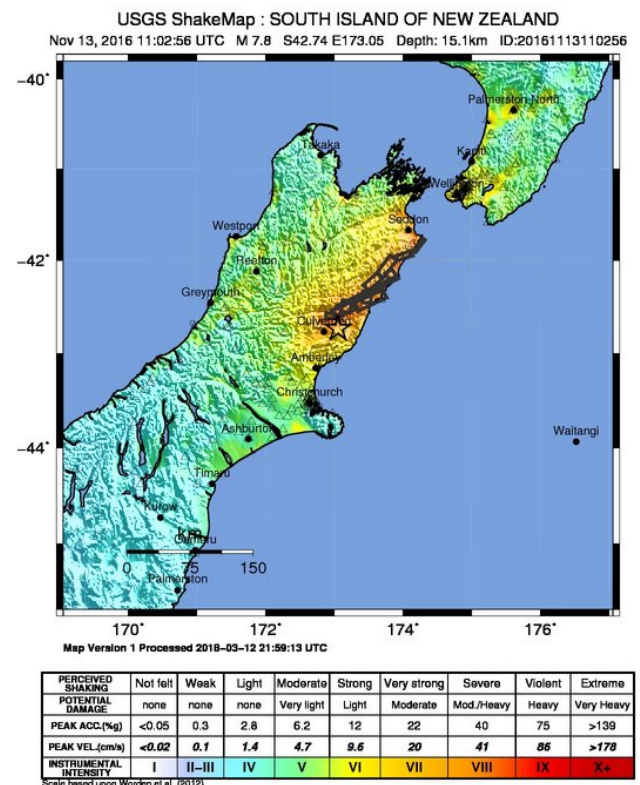 USGS ShakeMap : SOUTH ISLAND OF NEW ZEALAND
Nov 13, 2016 11:02:56 UTC M 7.8 S42.74 E173.05 Depth: 15.1km ID:20161113110256
−40°
Palmerston North
Takaka
Kapiti
Wellington
Westport
Seddon
−42°
Reefton
Greymouth
Culverden
Amberley
Christchurch
−44°
Ashburton
Waitangi
Timaru
Kurow
km
Oamaru
0 75 150
Palmerston
170° 172° 174° 176°
Map Version 1 Processed 2018−03−12 21:59:13 UTC
PERCEIVED SHAKING Not felt Weak Light Moderate Strong Very strong Severe Violent Extreme
POTENTIAL DAMAGE none none none Very light Light Moderate Mod./Heavy Heavy Very Heavy
PEAK ACC.(%g) <0.05 0.3 2.8 6.2 12 22 40 75 >139
PEAK VEL.(cm/s) <0.02 0.1 1.4 4.7 9.6 20 41 86 >178
INSTRUMENTAL INTENSITY I II−III IV V VI VII VIII IX X+
Scale based upon Worden et al. (2012)